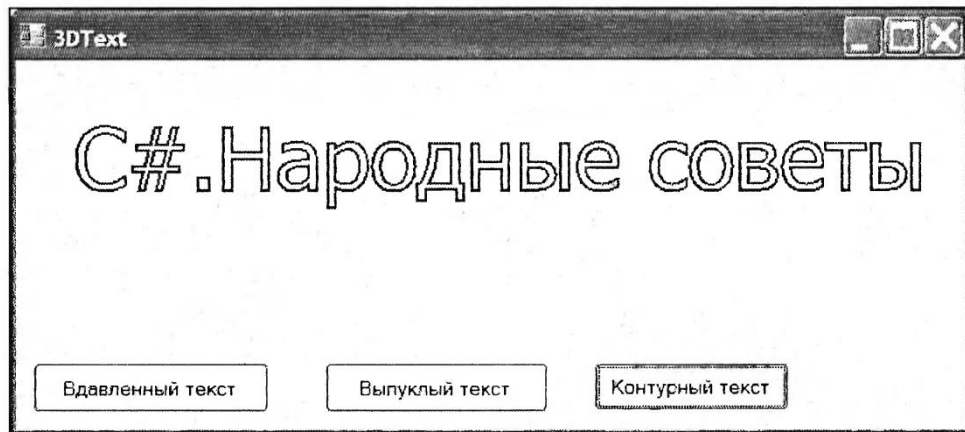 3DText
C#.Народные советы
Вдавленный текст Выпуклый текст Контурный текст